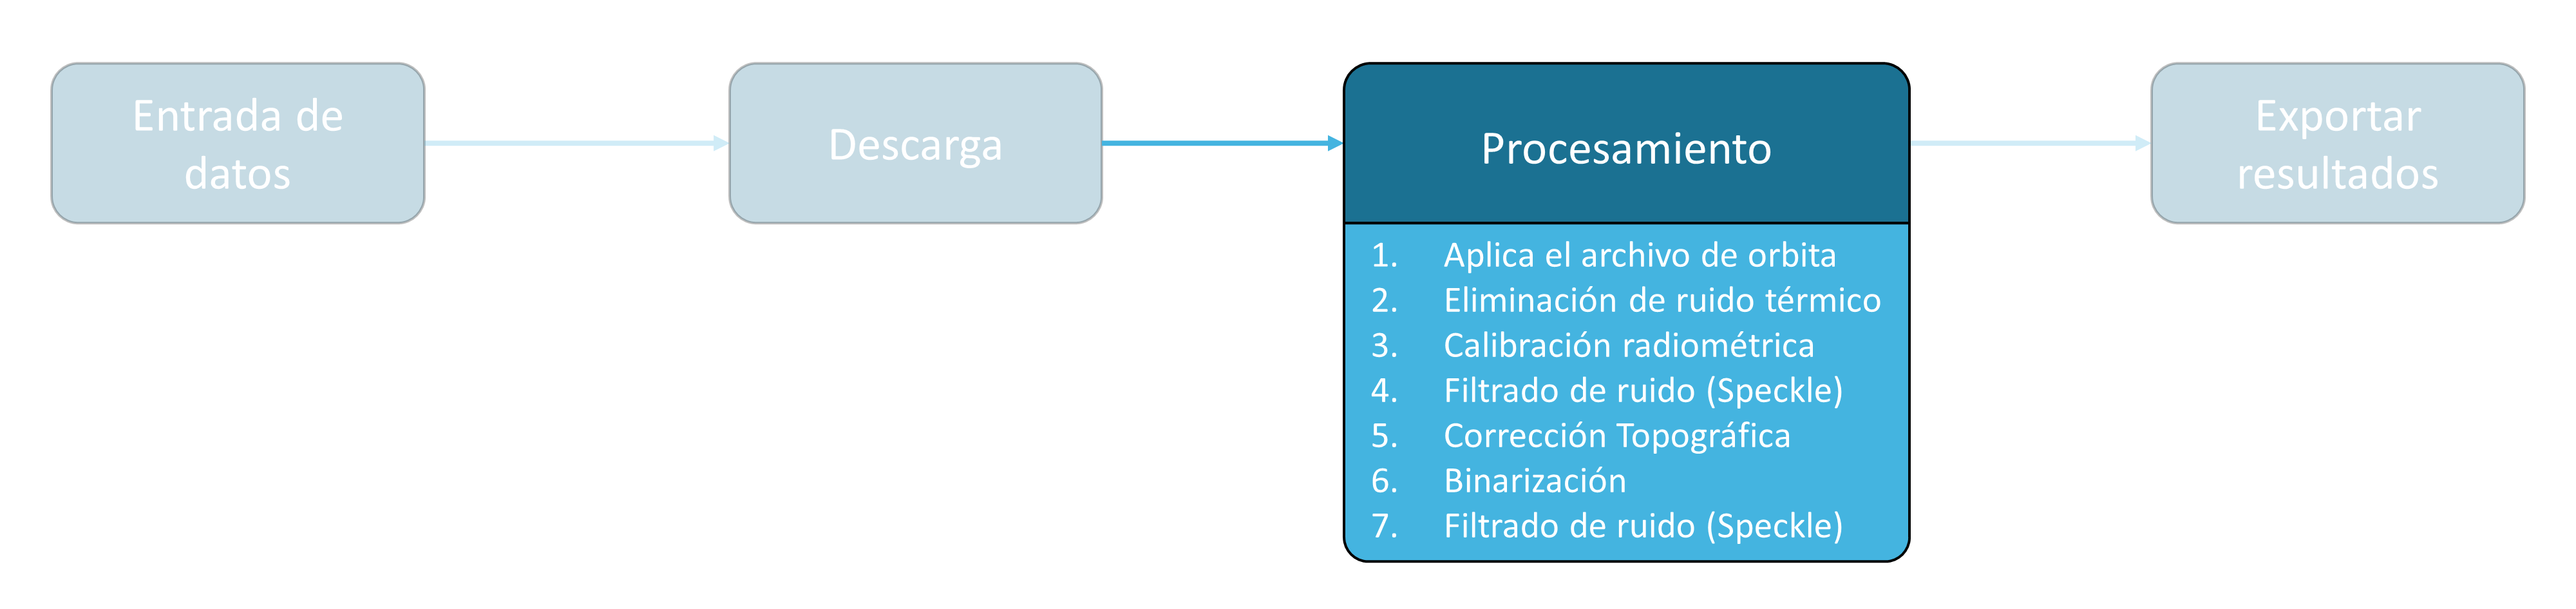 Entrada de
datos
Descarga
Procesamiento
1. Aplica el archivo de orbita
2. Eliminación de ruido térmico
3. Calibración radiométrica
4. Filtrado de ruido (Speckle)
5. Corrección Topográfica
6. Binarización
7. Filtrado de ruido (Speckle)
Exportar
resultados